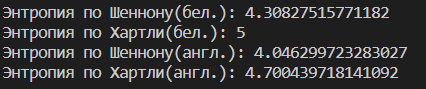 Энтропия по Шеннону(бел.): 4.30827515771182
Энтропия по Хартли(бел.): 5
Энтропия по Шеннону(англ.): 4.046299723283027
Энтропия по Хартли(англ.): 4.700439718141092